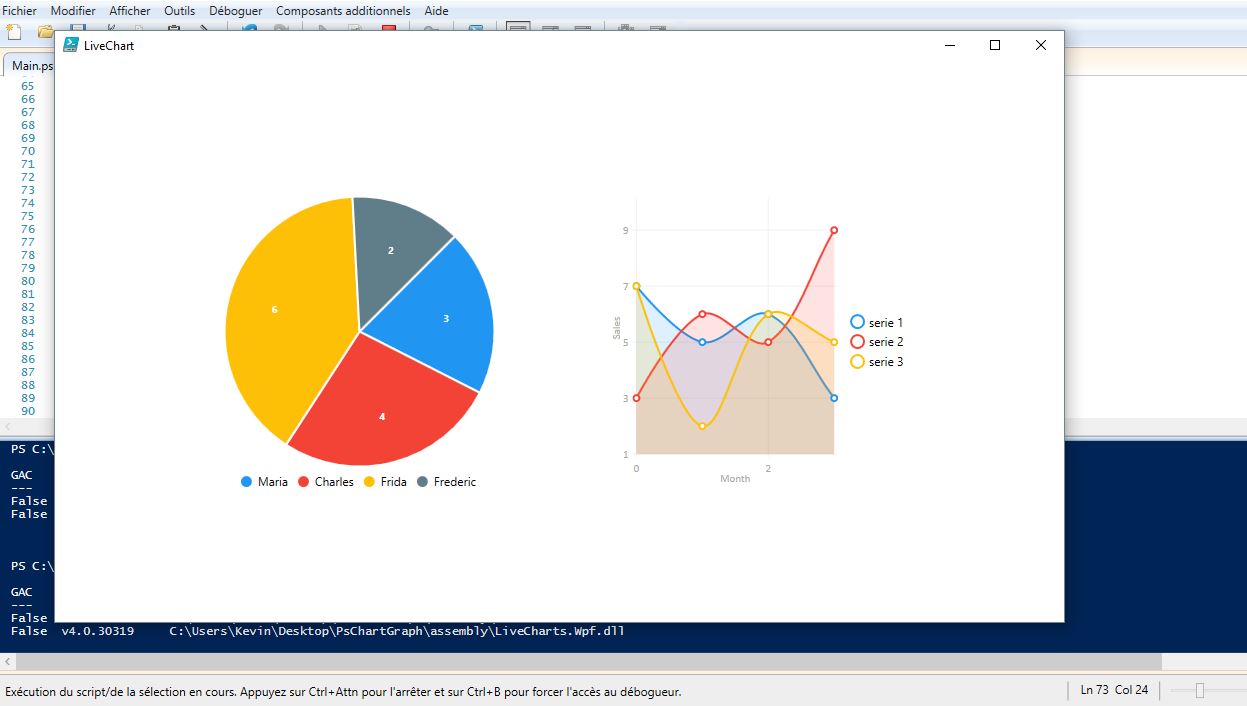 Fichier Modifier Afficher Outils Déboguer Composants additionnels Aide
LiveChart
Main.ps
65
66
67
68
69
70
71
72
73
74
75
76
77
78
79
80
81
82
83
84
85
86
87
88
89
90
2
3
6
4
Maria Charles Frida Frederic
9
7
5
3
1
Sales
0 2
Month
serie 1
serie 2
serie 3
PS C:\
GAC
---
False
False
PS C:\
GAC
---
False
False v4.0.30319 C:\Users\Kevin\Desktop\PsChartGraph\assembly\LiveCharts.Wpf.dll
Exécution du script/de la sélection en cours. Appuyez sur Ctrl+Attn pour l'arrêter et sur Ctrl+B pour forcer l'accès au débogueur.
Ln 73 Col 24